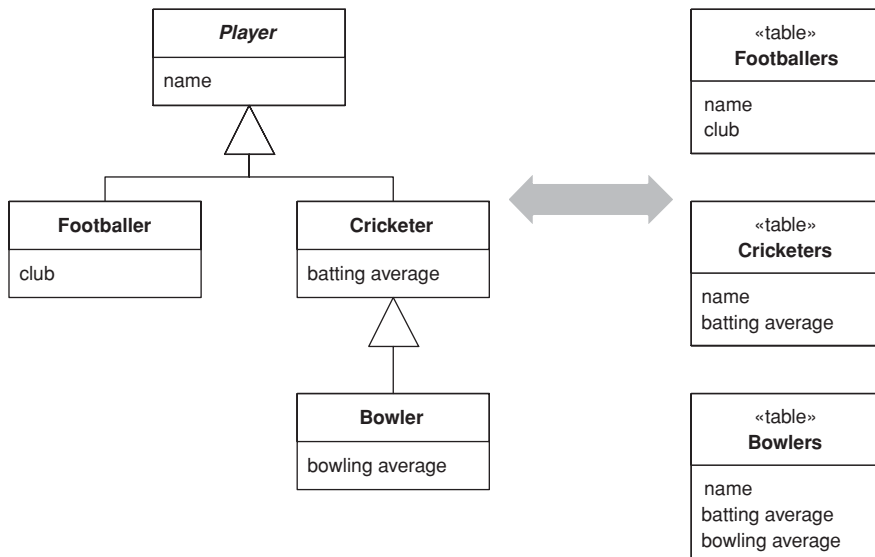 Player
name
Footballer
club
Cricketer
batting average
Bowler
bowling average
«table»
Footballers
name
club
«table»
Cricketers
name
batting average
«table»
Bowlers
name
batting average
bowling average